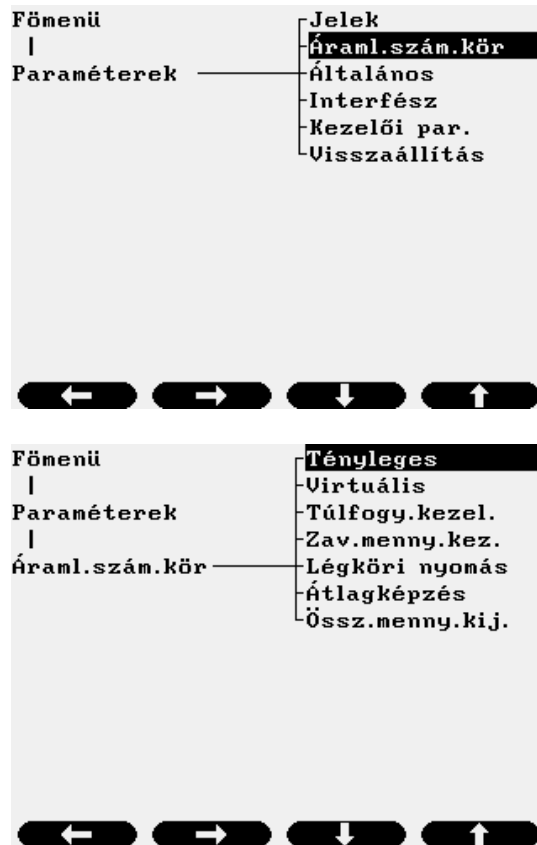 Fömenü
Jelek
Áraml.szám.kör
Paraméterek
Általános
Interfész
Kezelői par.
Visszaállítás
Fömenü
Tényleges
Virtuális
Paraméterek
Túlfogy.kezel.
Zav.menny.kez.
Áraml.szám.kör
Légköri nyomás
Átlagképzés
Össz.menny.kij.